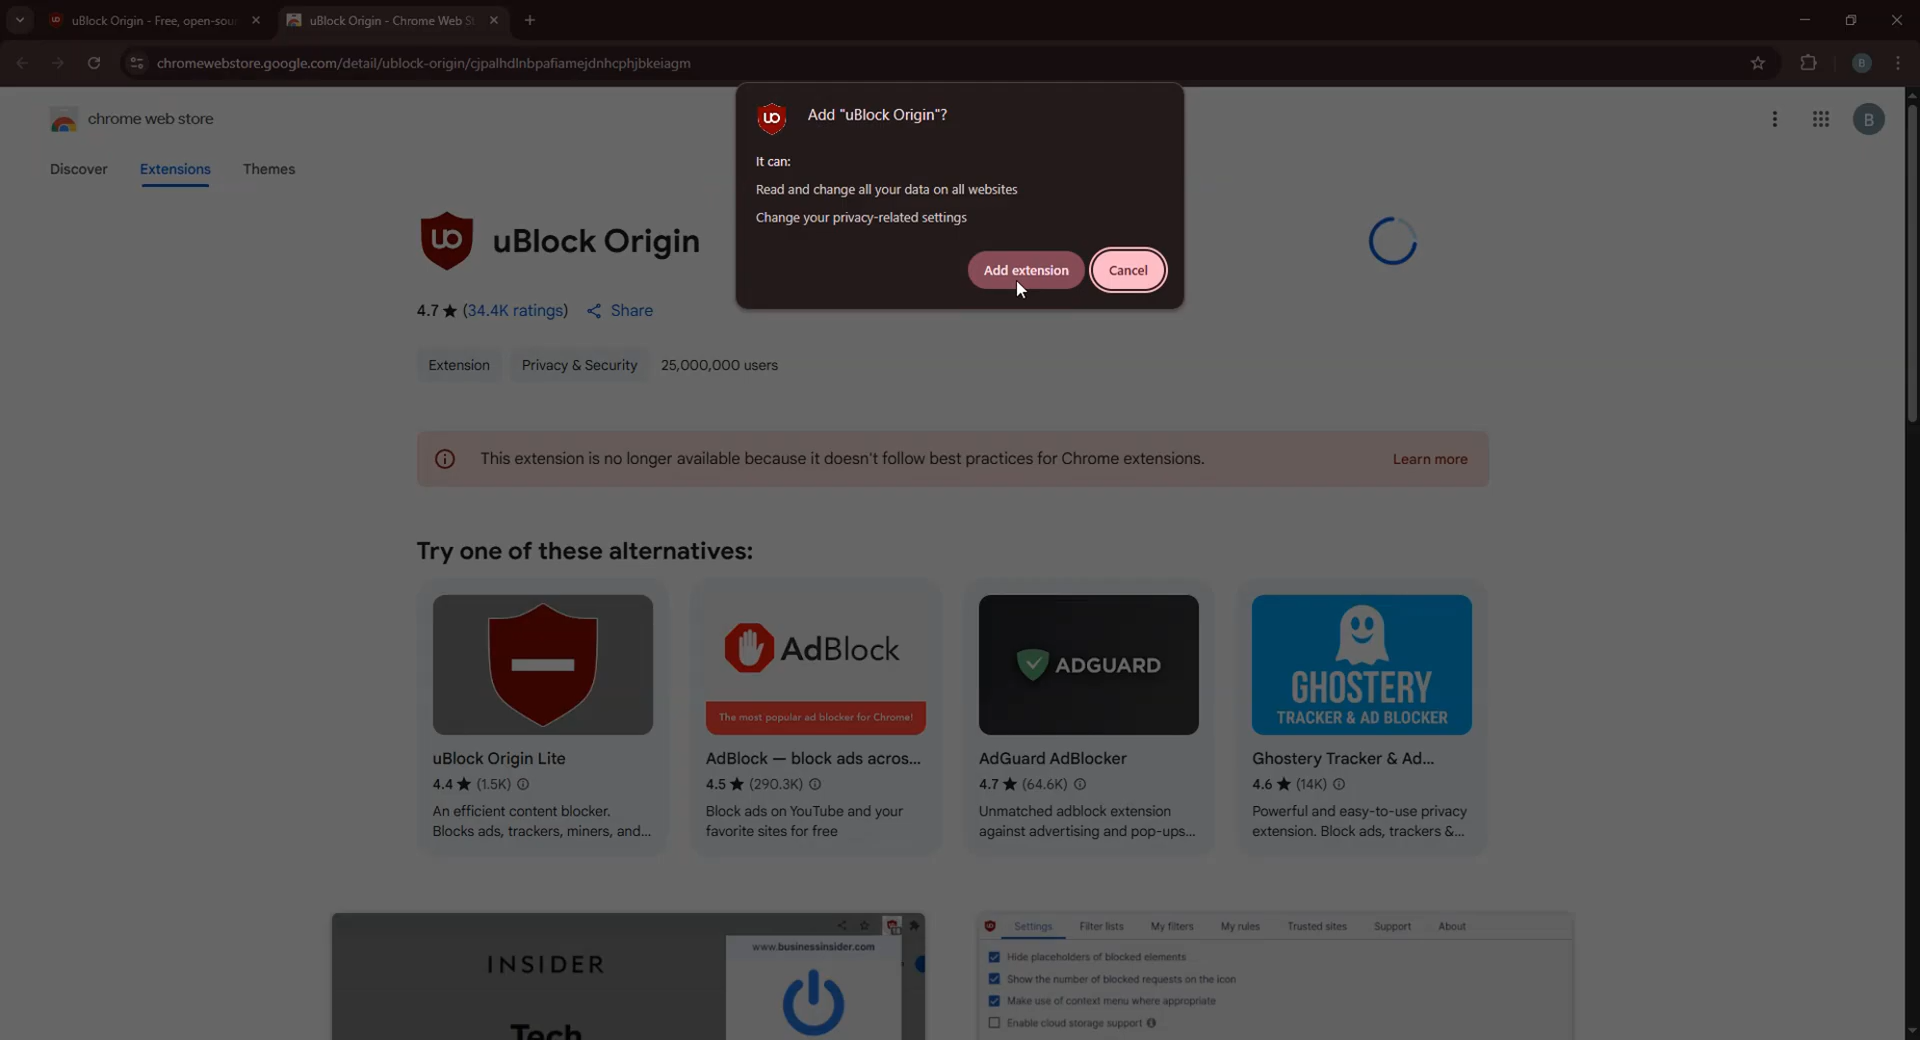 uBlock Origin - Free, open-sour
uBlock Origin - Chrome Web St
chromewebstore.google.com/detail/ublock-origin/cjpalhdlnbpafiamejdnhcphjbkeiagm
B
chrome web store
B
Discover
Extensions
Themes
Add "uBlock Origin"?
It can:
Read and change all your data on all websites
Change your privacy-related settings
Add extension
Cancel
uBlock Origin
4.7★ (34.4K ratings)
Share
Extension
Privacy & Security
25,000,000 users
This extension is no longer available because it doesn't follow best practices for Chrome extensions.
Learn more
Try one of these alternatives:
AdBlock
The most popular ad blocker for Chrome!
ADGUARD
GHOSTERY
TRACKER & AD BLOCKER
uBlock Origin Lite
4.4★ (1.5K)
An efficient content blocker.
Blocks ads, trackers, miners, and...
AdBlock — block ads acros...
4.5★ (290.3K)
Block ads on YouTube and your
favorite sites for free
AdGuard AdBlocker
4.7★ (64.6K)
Unmatched adblock extension
against advertising and pop-ups...
Ghostery Tracker & Ad...
4.6★ (14K)
Powerful and easy-to-use privacy
extension. Block ads, trackers &...
INSIDER
Tech
www.businessinsider.com
Settings
Filter lists
My filters
My rules
Trusted sites
Support
About
Hide placeholders of blocked elements
Show the number of blocked requests on the icon
Make use of context menu where appropriate
Enable cloud storage support